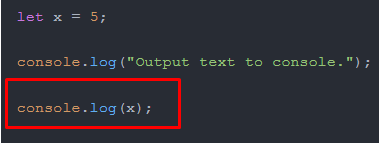 let x = 5;
console.log("Output text to console.");
console.log(x);